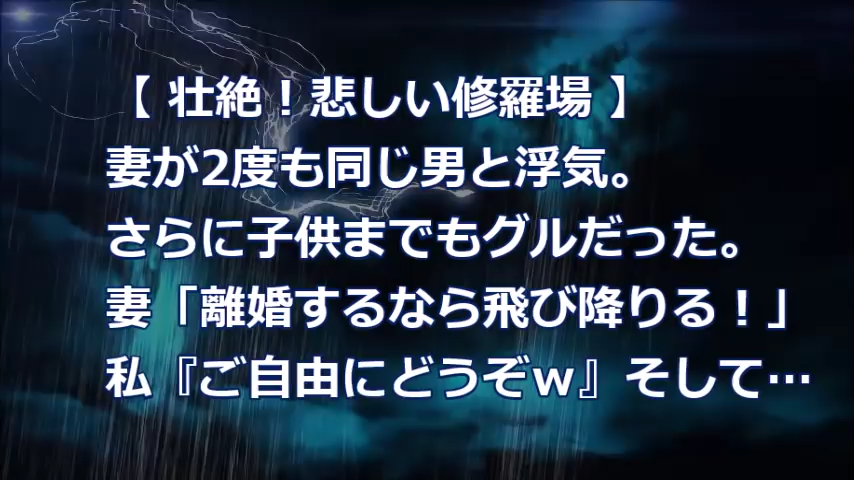 【 壮絶！悲しい修羅場 】
妻が2度も同じ男と浮気。
さらに子供までもグルだった。
妻「離婚するなら飛び降りる！」
私『ご自由にどうぞｗ』そして…